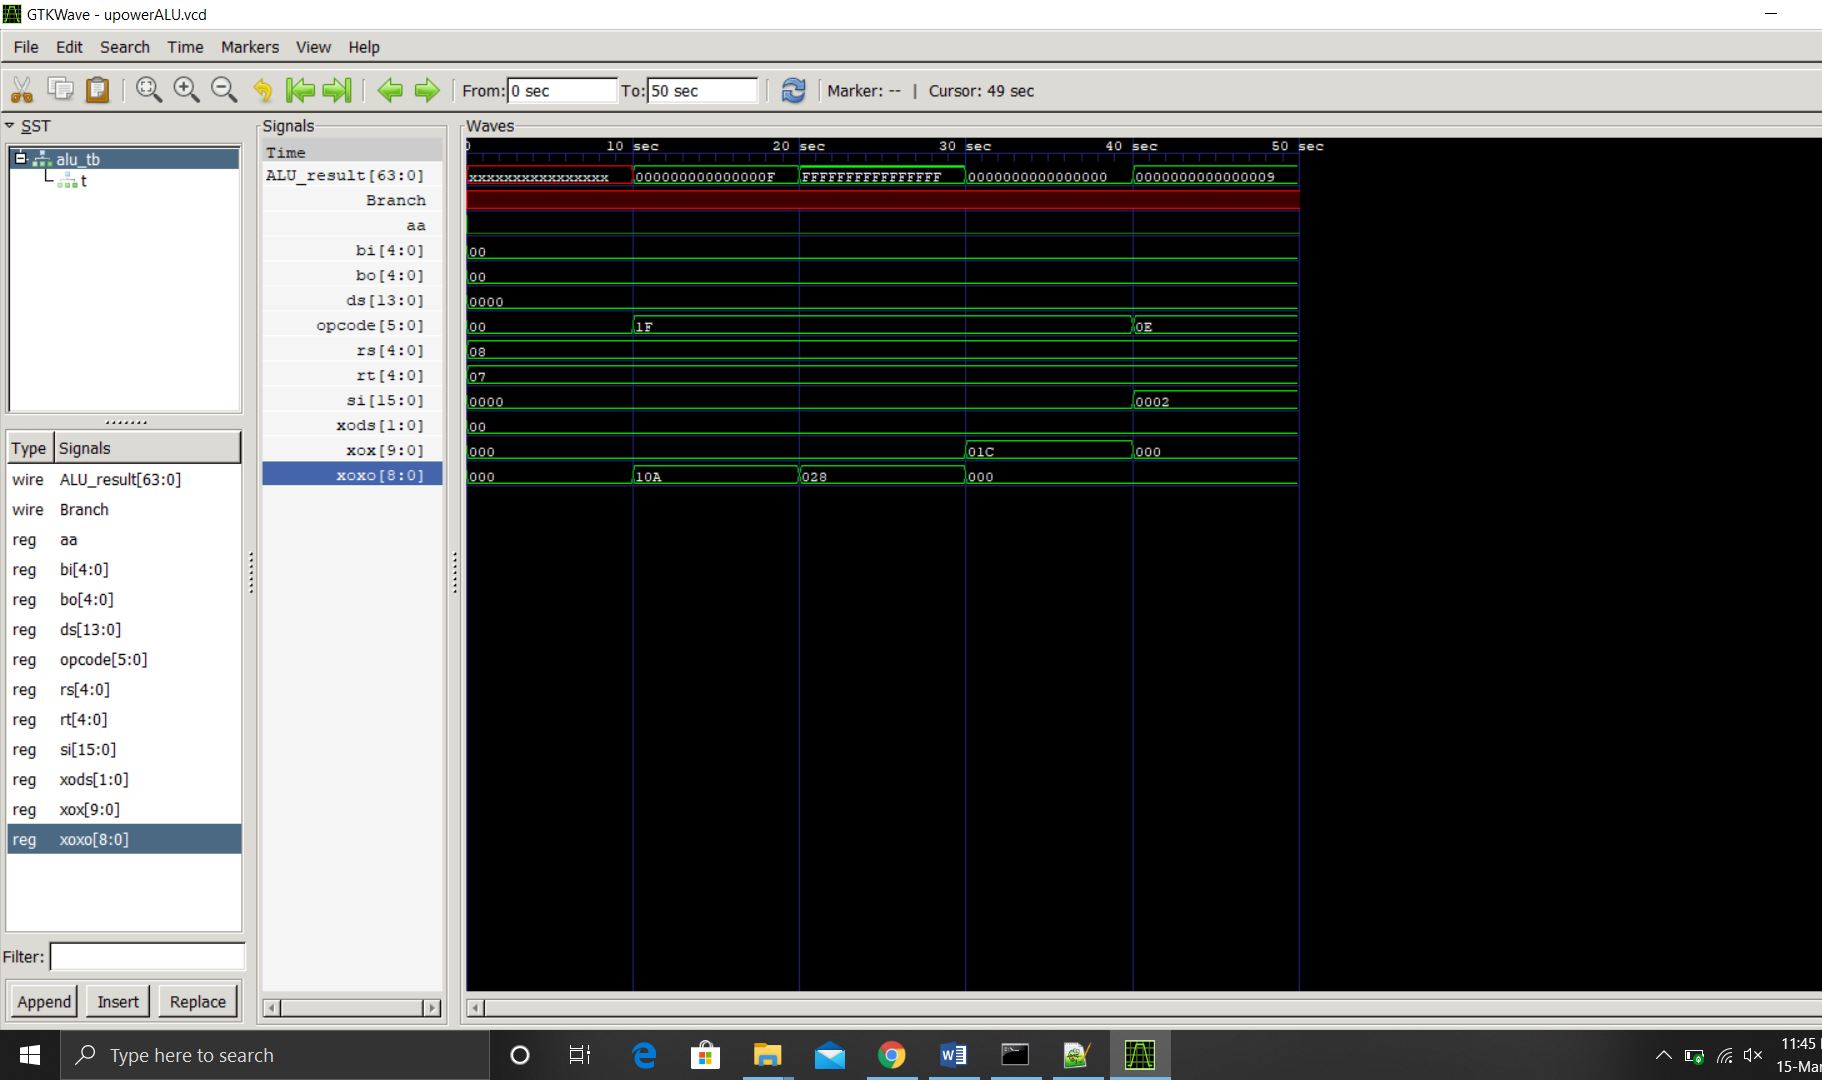 GTKWave - upowerALU.vcd
File Edit Search Time Markers View Help
From: 0 sec To: 50 sec Marker: -- | Cursor: 49 sec
SST
alu_tb
t
Type Signals
wire ALU_result[63:0]
wire Branch
reg aa
reg bi[4:0]
reg bo[4:0]
reg ds[13:0]
reg opcode[5:0]
reg rs[4:0]
reg rt[4:0]
reg si[15:0]
reg xods[1:0]
reg xox[9:0]
reg xoxo[8:0]
Filter:
Append Insert Replace
Signals
Time
ALU_result[63:0]
Branch
aa
bi[4:0]
bo[4:0]
ds[13:0]
opcode[5:0]
rs[4:0]
rt[4:0]
si[15:0]
xods[1:0]
xox[9:0]
xoxo[8:0]
Waves
0 10 sec 20 sec 30 sec 40 sec 50 sec
xxxxxxxxxxxxxxxx 000000000000000F FFFFFFFFFFFFFFFF 0000000000000000 0000000000000009
00
00
0000
00 1F 0E
08
07
0000 0002
00
000 01C 000
000 10A 028 000
Type here to search
11:45
15-Mar